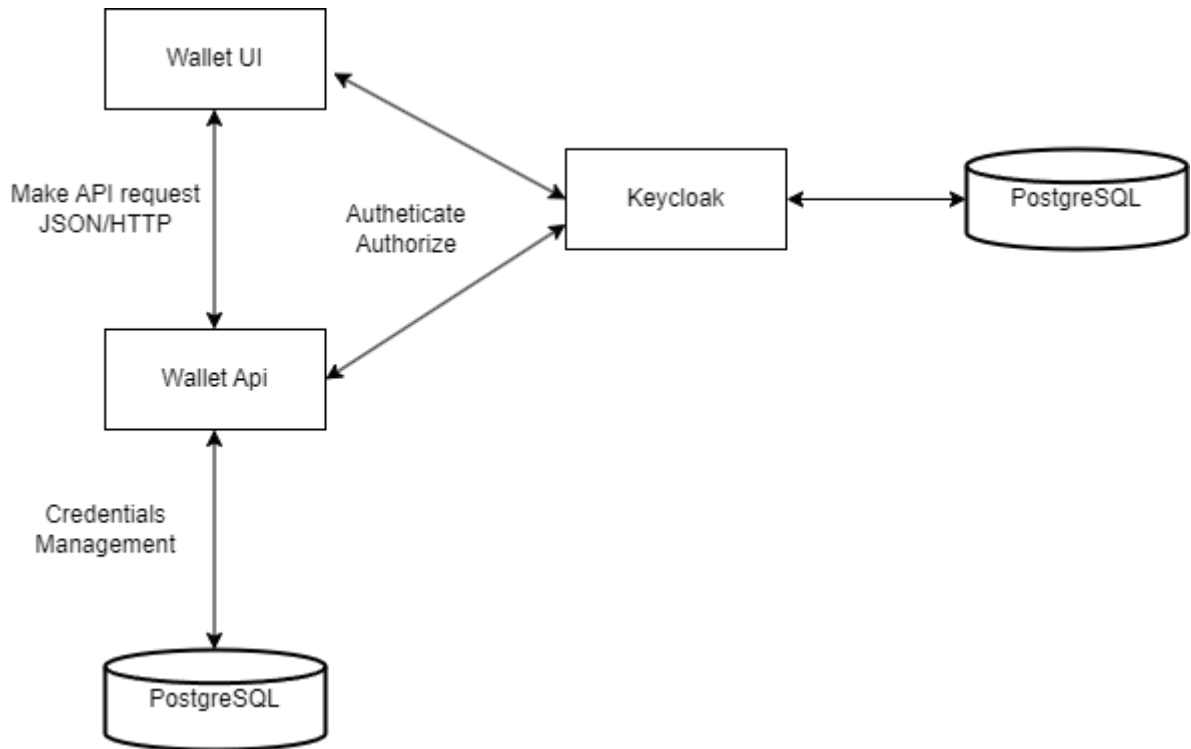 Wallet UI
Make API request
JSON/HTTP
Autheticate
Authorize
Keycloak
PostgreSQL
Wallet Api
Credentials
Management
PostgreSQL